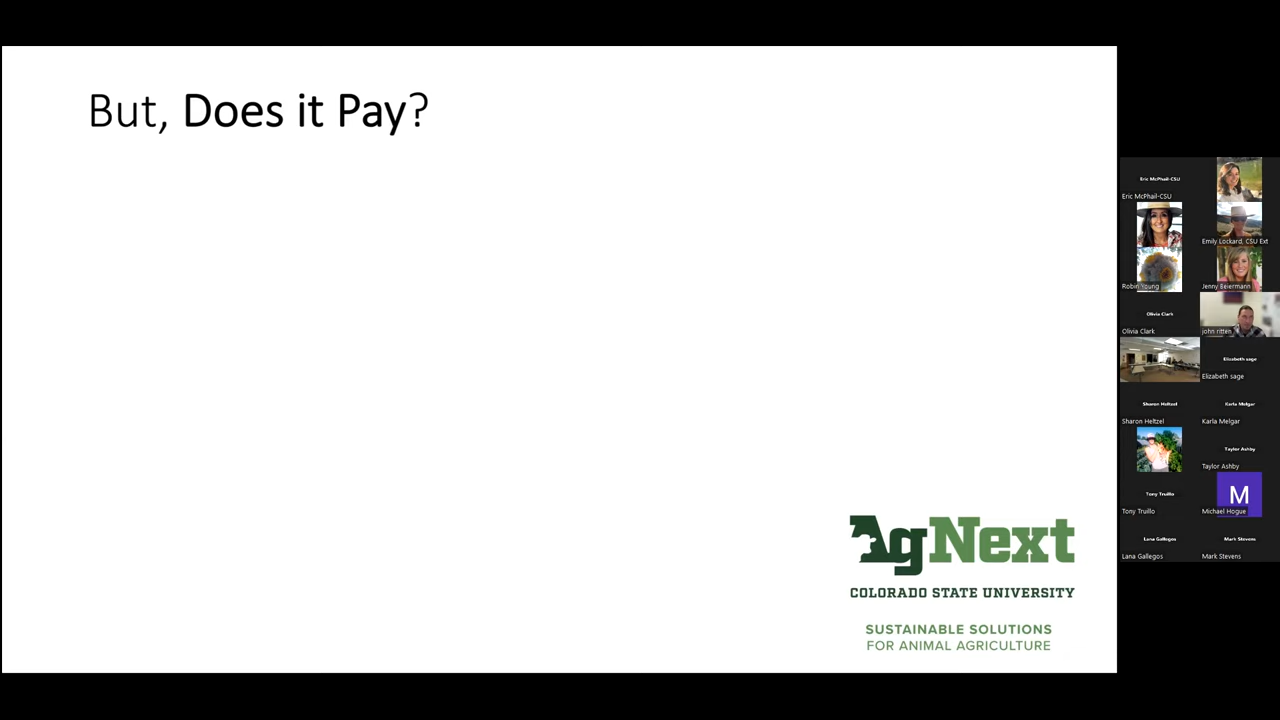 But, Does it Pay?
AgNext
COLORADO STATE UNIVERSITY
SUSTAINABLE SOLUTIONS
FOR ANIMAL AGRICULTURE
Eric McPhail-CSU
Eric McPhail-CSU
Emily Lockard, CSU Ext
Robin Young
Jenny Beiermann
Olivia Clark
Olivia Clark
john ritten
Elizabeth sage
Elizabeth sage
Sharon Heltzel
Karla Melgar
Sharon Heltzel
Karla Melgar
Taylor Ashby
Taylor Ashby
Tony Truillo
M
Tony Truillo
Michael Hogue
Lana Gallegos
Mark Stevens
Lana Gallegos
Mark Stevens